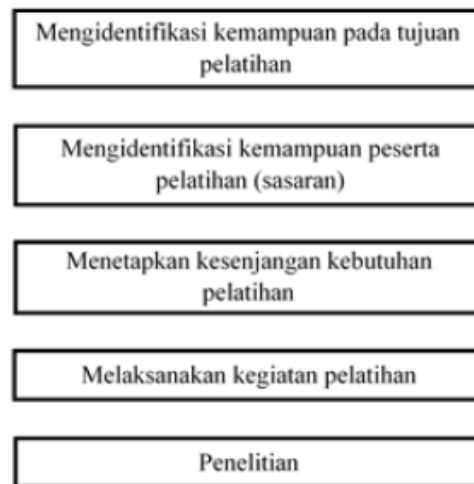 Mengidentifikasi kemampuan pada tujuan
pelatihan
Mengidentifikasi kemampuan peserta
pelatihan (sasaran)
Menetapkan kesenjangan kebutuhan
pelatihan
Melaksanakan kegiatan pelatihan
Penelitian